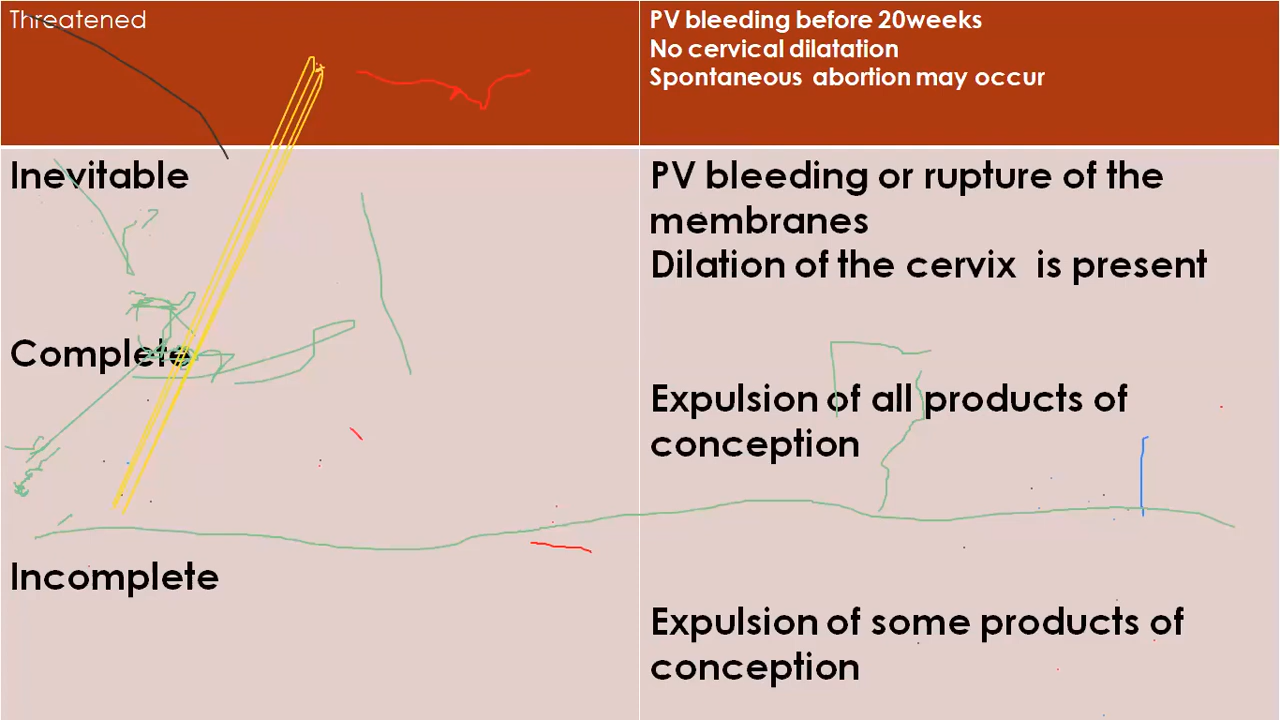 Threatened
PV bleeding before 20weeks
No cervical dilatation
Spontaneous abortion may occur
Inevitable
PV bleeding or rupture of the
membranes
Dilation of the cervix is present
Complete
Expulsion of all products of
conception
Incomplete
Expulsion of some products of
conception